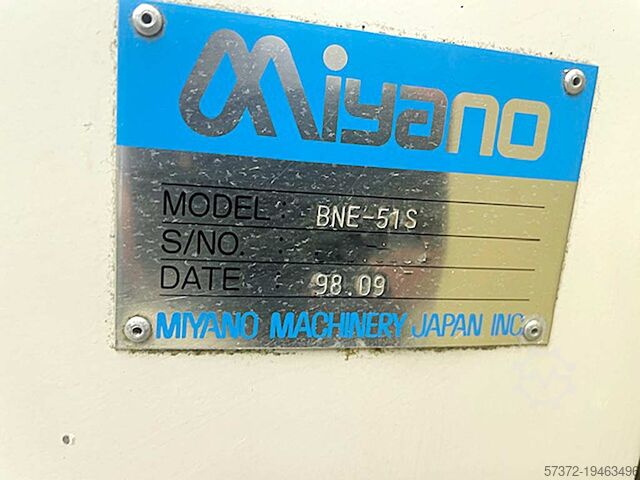 Miyano
MODEL: BNE-51S
S/NO.
DATE: 98.09
MIYANO MACHINERY JAPAN INC.
57372-19463496